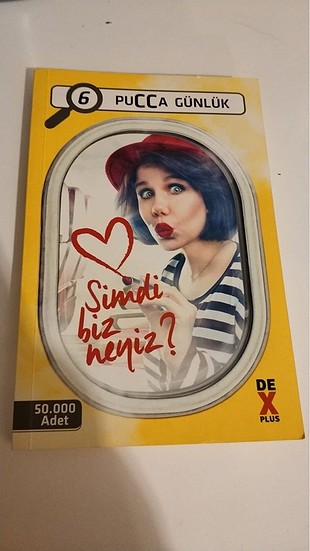 6 PUCCA GÜNLÜK
Şimdi
biz
neyiz?
50.000
Adet
DE
X
PLUS